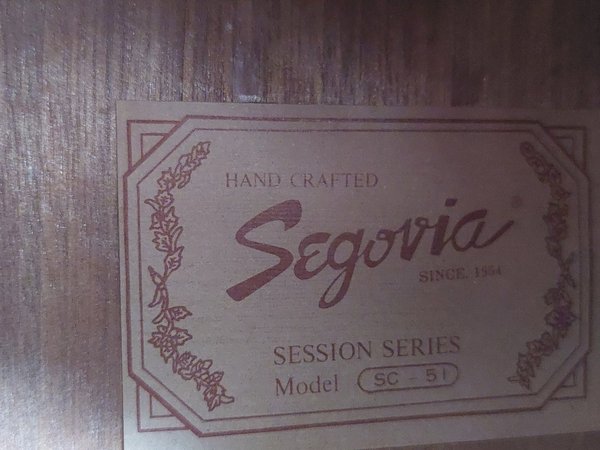 HAND CRAFTED
Segovia®
SINCE. 1964
SESSION SERIES
Model SC - 51